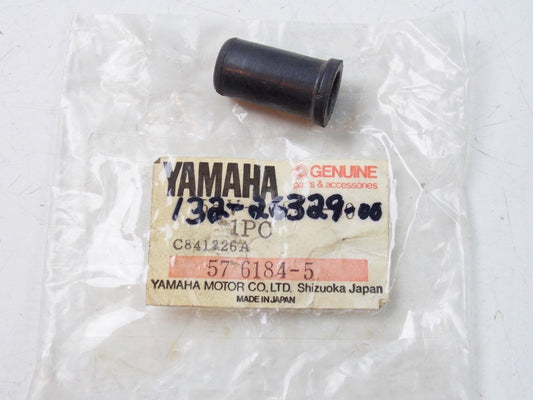 YAMAHA
GENUINE
parts & accessories
132-26329-00
1PC
C841226A
57-6184-5
YAMAHA MOTOR CO., LTD. Shizuoka Japan
MADE IN JAPAN